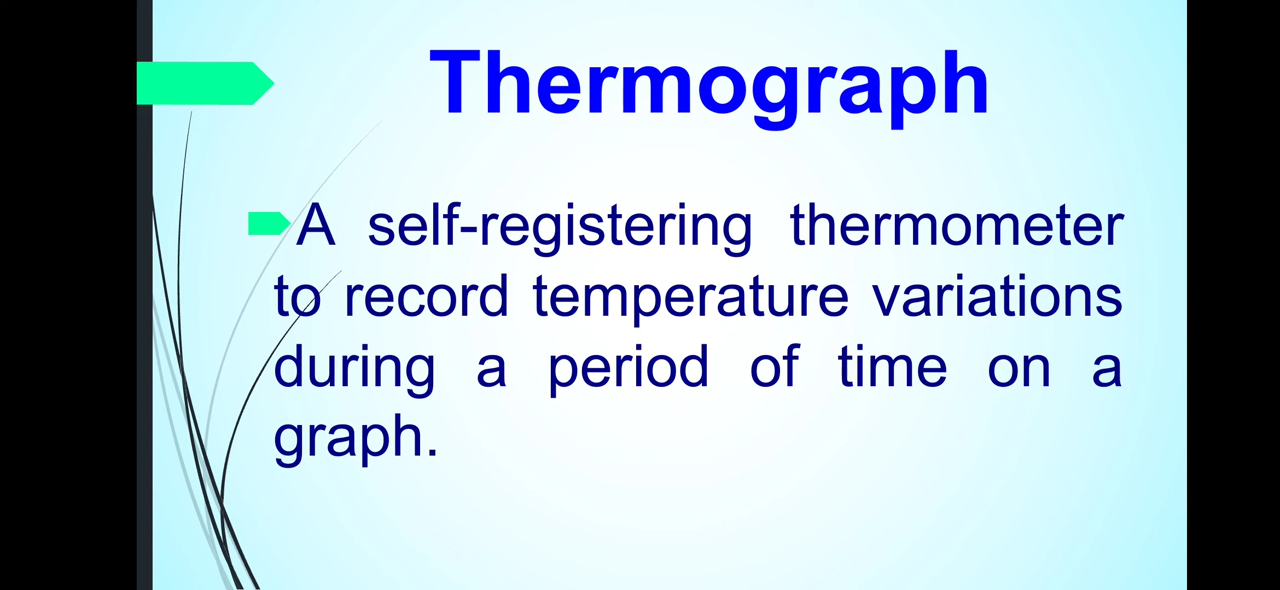 Thermograph
A self-registering thermometer
to record temperature variations
during a period of time on a
graph.